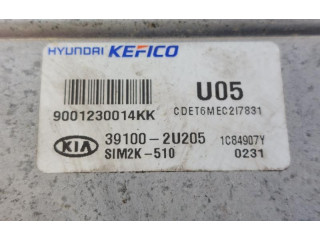 HYUNDAI KEFICO
U05
9001230014KK
CDET6MEC2I7831
KIA
39100-2U205
1C84907Y
SIM2K-510
0231